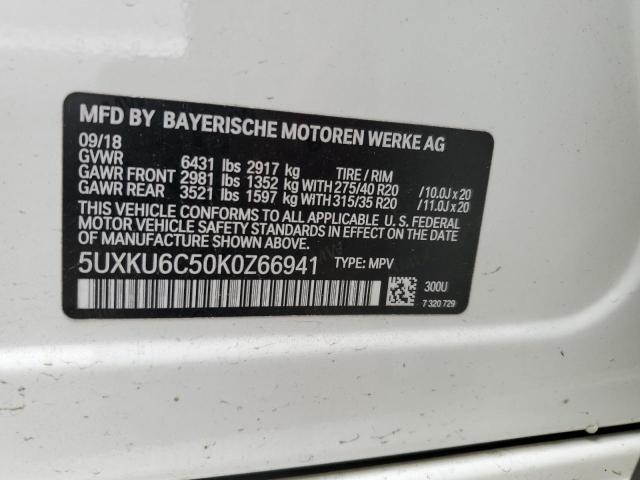 MFD BY BAYERISCHE MOTOREN WERKE AG
09/18
GVWR 6431 lbs 2917 kg TIRE / RIM
GAWR FRONT 2981 lbs 1352 kg WITH 275/40 R20 /10.0J x 20
GAWR REAR 3521 lbs 1597 kg WITH 315/35 R20 /11.0J x 20
THIS VEHICLE CONFORMS TO ALL APPLICABLE U. S. FEDERAL
MOTOR VEHICLE SAFETY STANDARDS IN EFFECT ON THE
DATE OF MANUFACTURE SHOWN ABOVE.
5UXKU6C50K0Z66941 TYPE: MPV
300U
7 320 729